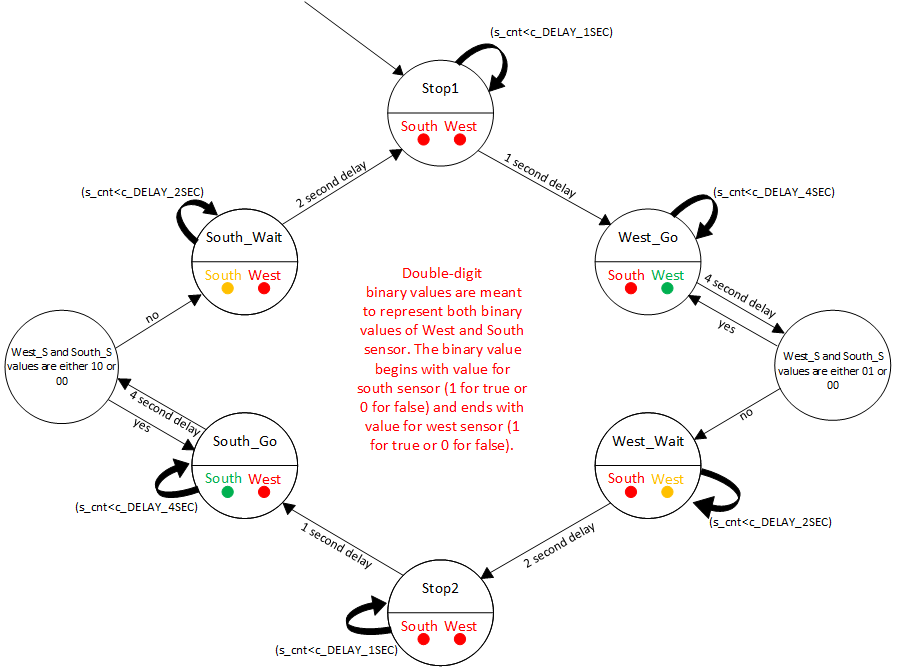 (s_cnt<c_DELAY_1SEC)
Stop1
South West
2 second delay
1 second delay
(s_cnt<c_DELAY_2SEC)
(s_cnt<c_DELAY_4SEC)
South_Wait
West_Go
South West
South West
Double-digit
binary values are meant
to represent both binary
values of West and South
sensor. The binary value
begins with value for
south sensor (1 for true or
0 for false) and ends with
value for west sensor (1
for true or 0 for false).
4 second delay
yes
no
West_S and South_S
values are either 10 or
00
West_S and South_S
values are either 01 or
00
4 second delay
yes
no
South_Go
West_Wait
South West
South West
(s_cnt<c_DELAY_4SEC)
(s_cnt<c_DELAY_2SEC)
1 second delay
2 second delay
Stop2
South West
(s_cnt<c_DELAY_1SEC)